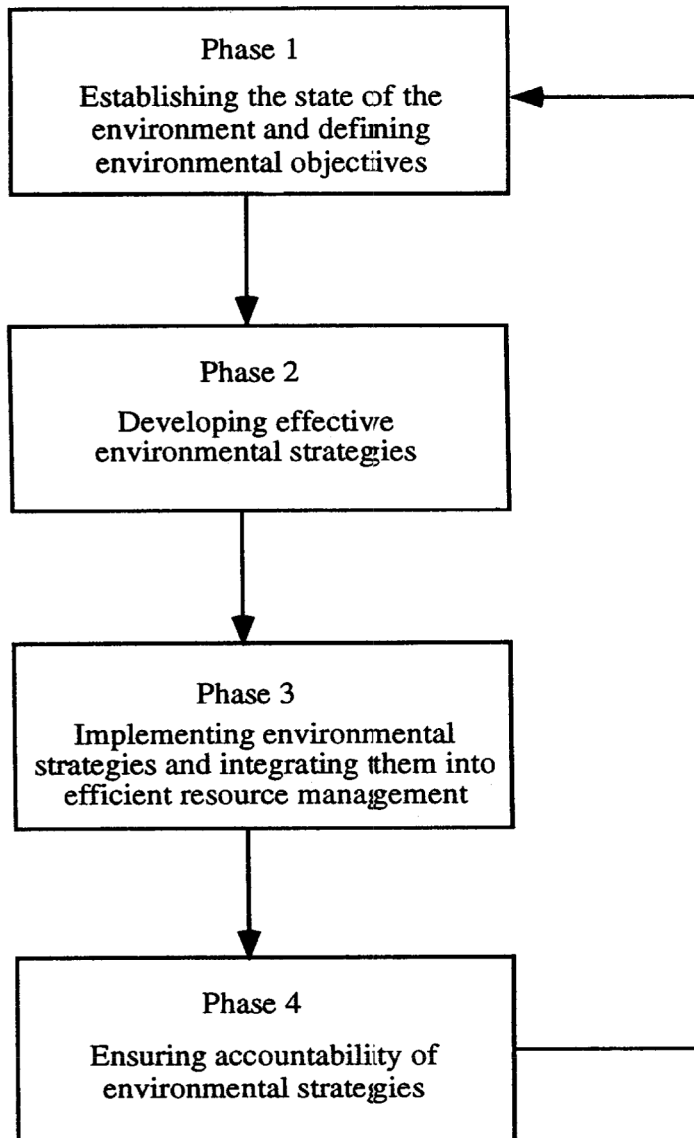 Phase 1
Establishing the state of the
environment and defining
environmental objectives
Phase 2
Developing effective
environmental strategies
Phase 3
Implementing environmental
strategies and integrating them into
efficient resource management
Phase 4
Ensuring accountability of
environmental strategies